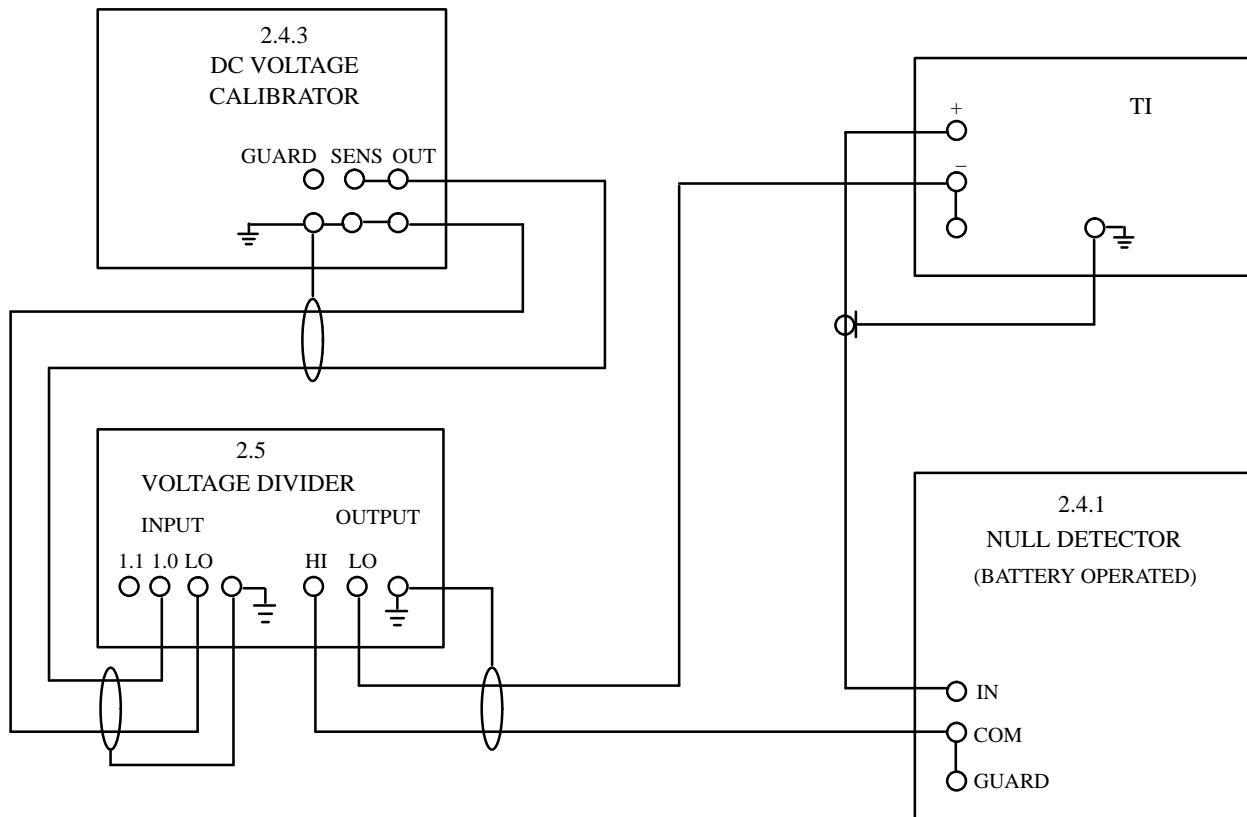 2.4.3
DC VOLTAGE
CALIBRATOR
GUARD SENS OUT
TI
+
–
2.5
VOLTAGE DIVIDER
INPUT
OUTPUT
1.1 1.0 LO
HI LO
2.4.1
NULL DETECTOR
(BATTERY OPERATED)
IN
COM
GUARD